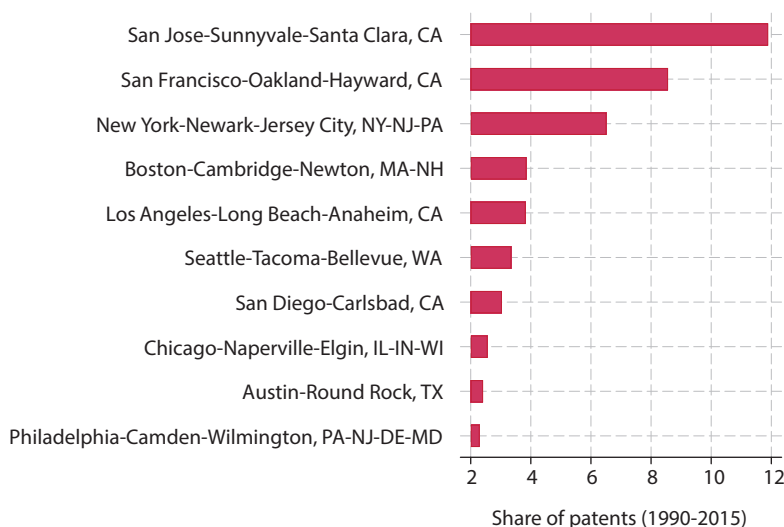 San Jose-Sunnyvale-Santa Clara, CA
San Francisco-Oakland-Hayward, CA
New York-Newark-Jersey City, NY-NJ-PA
Boston-Cambridge-Newton, MA-NH
Los Angeles-Long Beach-Anaheim, CA
Seattle-Tacoma-Bellevue, WA
San Diego-Carlsbad, CA
Chicago-Naperville-Elgin, IL-IN-WI
Austin-Round Rock, TX
Philadelphia-Camden-Wilmington, PA-NJ-DE-MD
2 4 6 8 10 12
Share of patents (1990-2015)